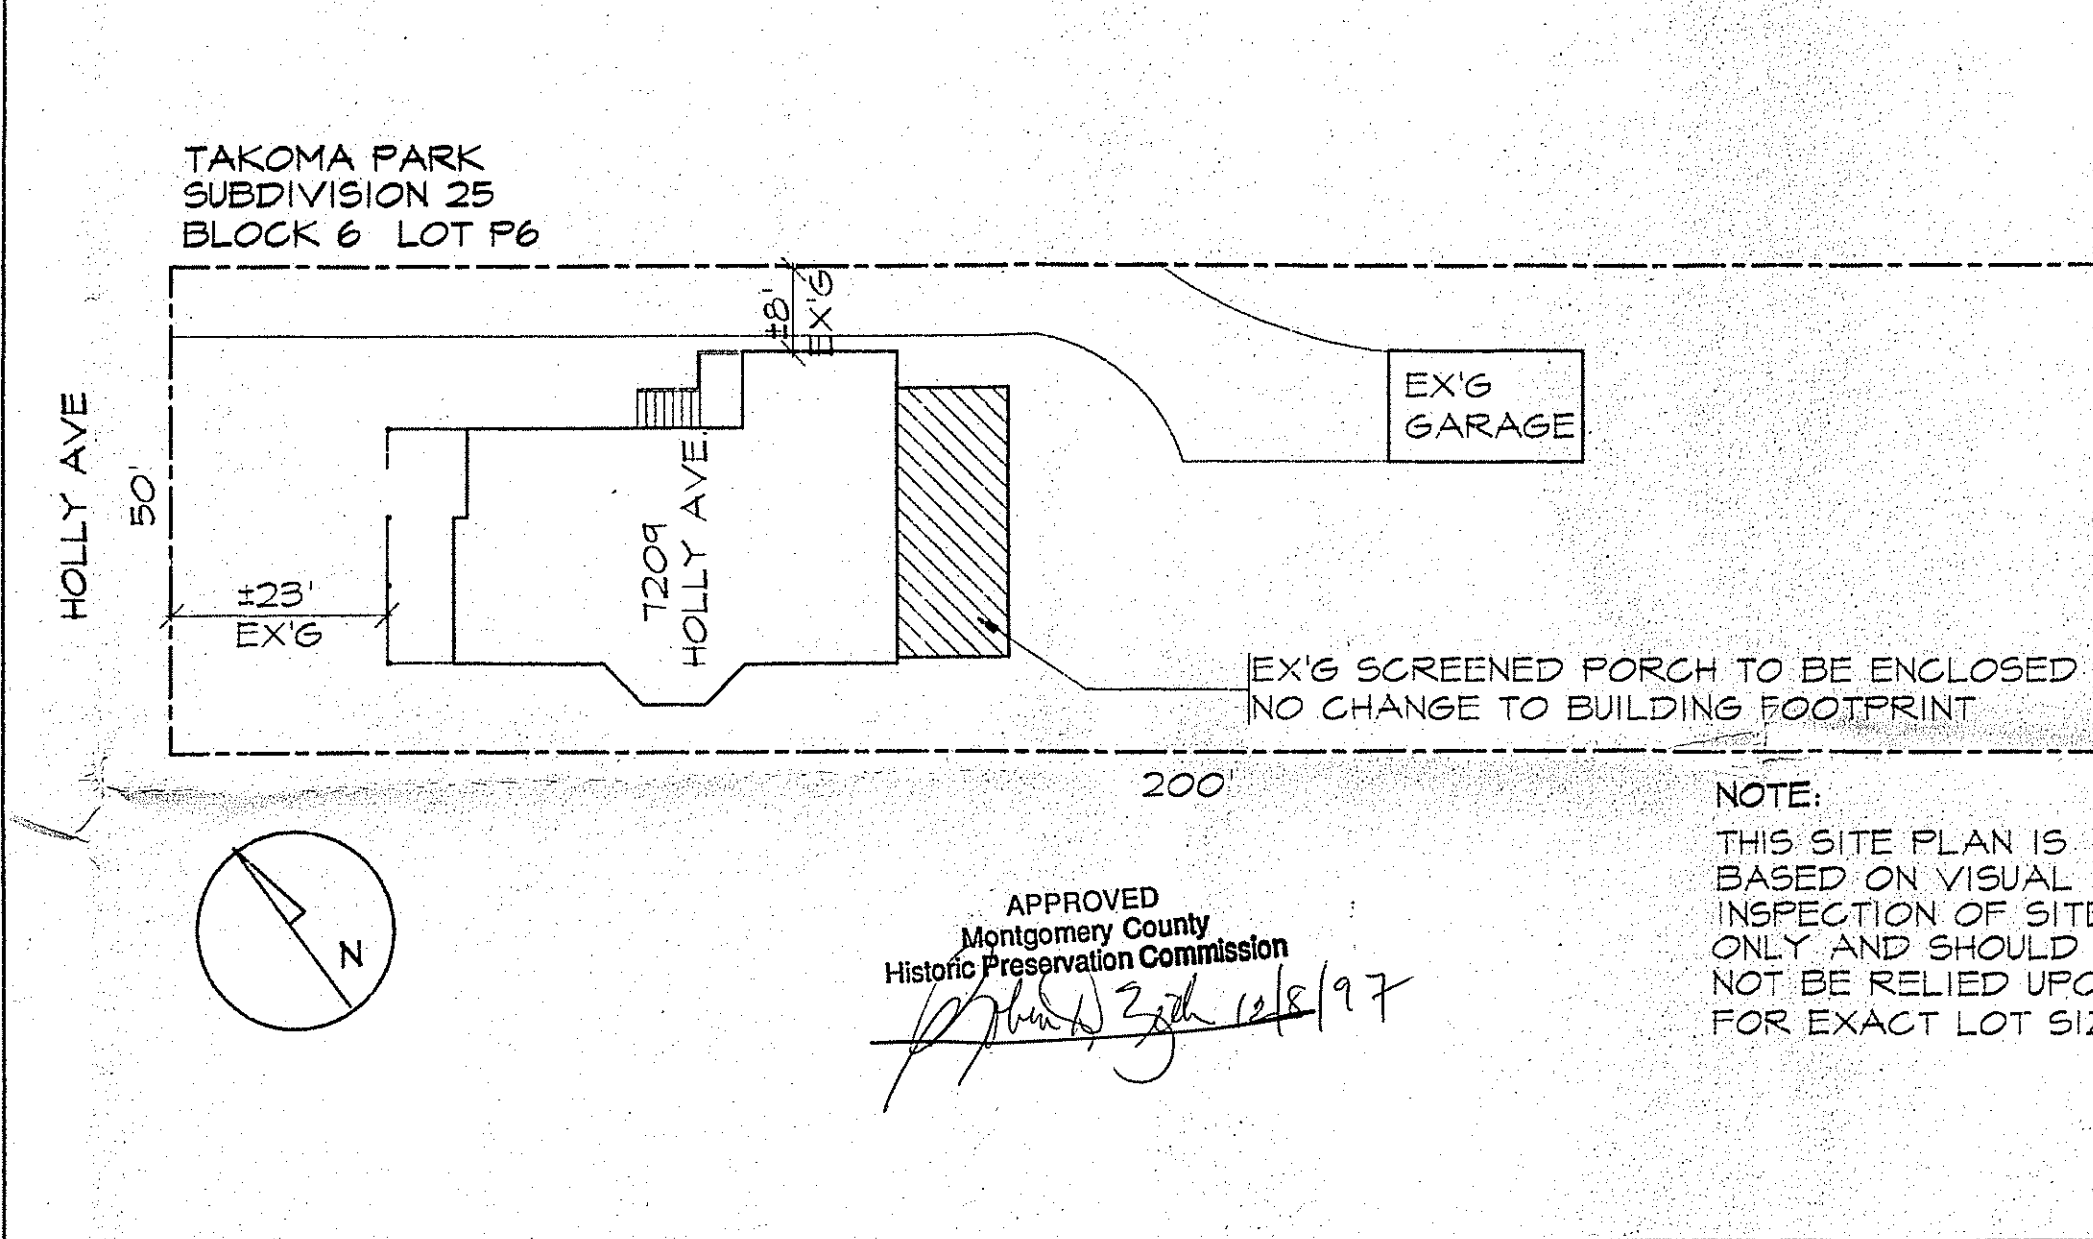 TAKOMA PARK
SUBDIVISION 25
BLOCK 6 LOT P6
±8'
EX'G
HOLLY AVE
50'
±23'
EX'G
7209
HOLLY AVE.
EX'G
GARAGE
EX'G SCREENED PORCH TO BE ENCLOSED
NO CHANGE TO BUILDING FOOTPRINT
200'
NOTE:
THIS SITE PLAN IS
BASED ON VISUAL
INSPECTION OF SITE
ONLY AND SHOULD
NOT BE RELIED UPO
FOR EXACT LOT SIZ
N
APPROVED
Montgomery County
Historic Preservation Commission
12/8/97